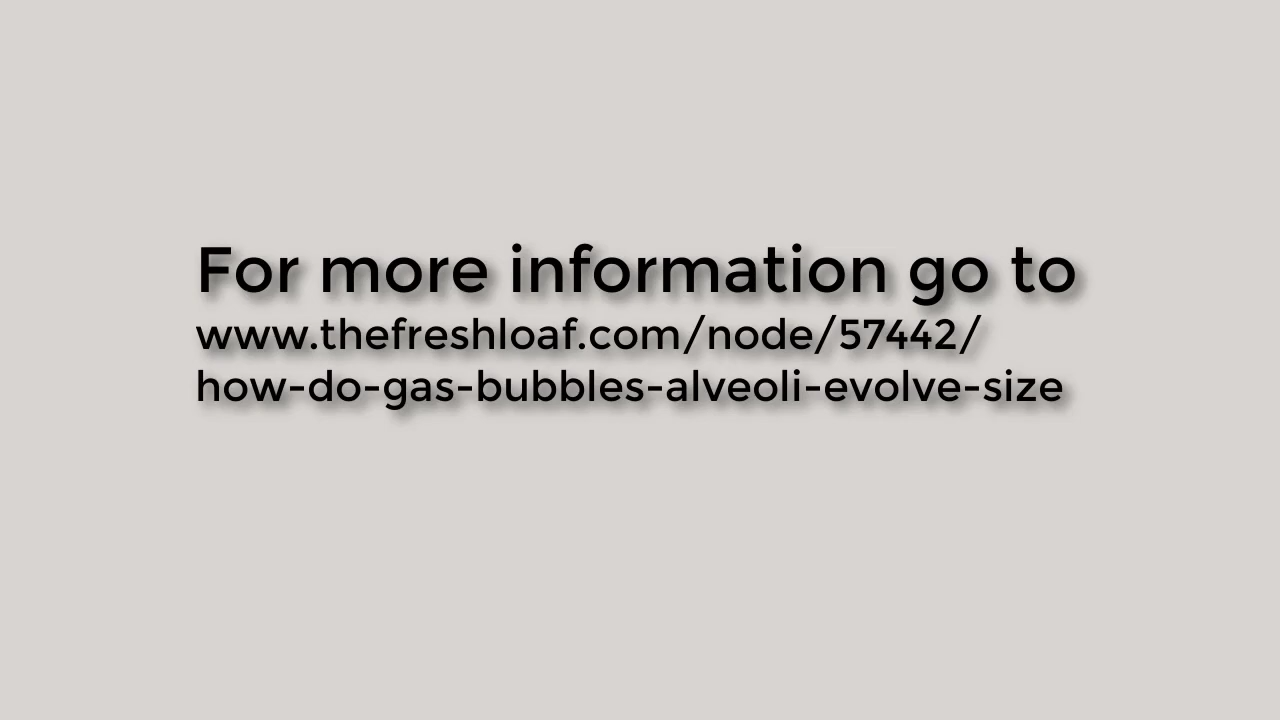 For more information go to
www.thefreshloaf.com/node/57442/
how-do-gas-bubbles-alveoli-evolve-size